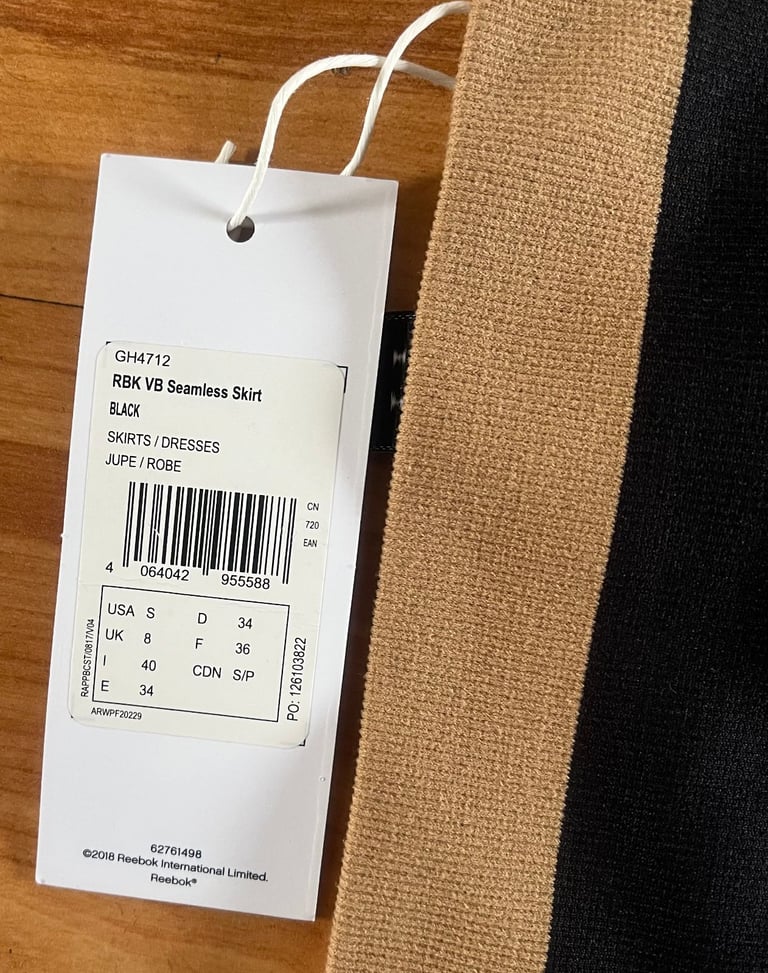 GH4712
RBK VB Seamless Skirt
BLACK
SKIRTS / DRESSES
JUPE / ROBE
CN
720
EAN
4 064042 955588
USA S D 34
UK 8 F 36
I 40 CDN S/P
E 34
RAPPBCST/0817/V04
PO: 126103822
ARWPF20229
62761498
©2018 Reebok International Limited.
Reebok®